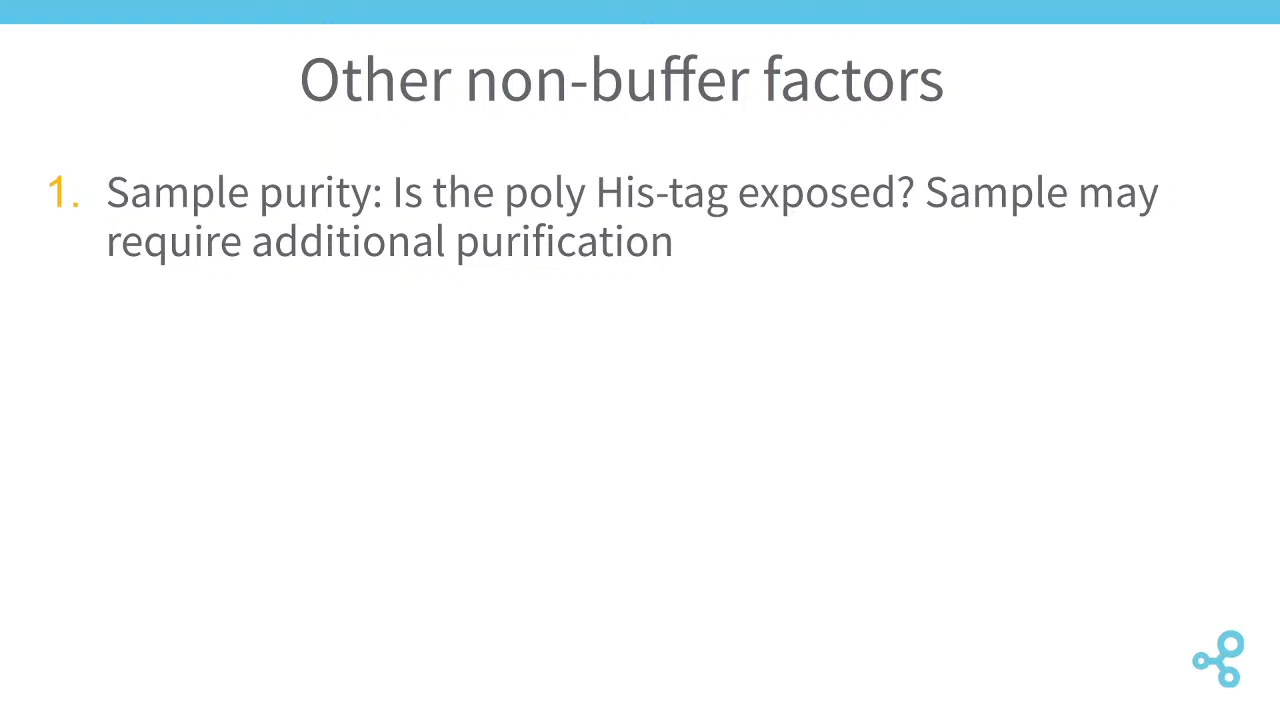 Other non-buffer factors
1. Sample purity: Is the poly His-tag exposed? Sample may
require additional purification